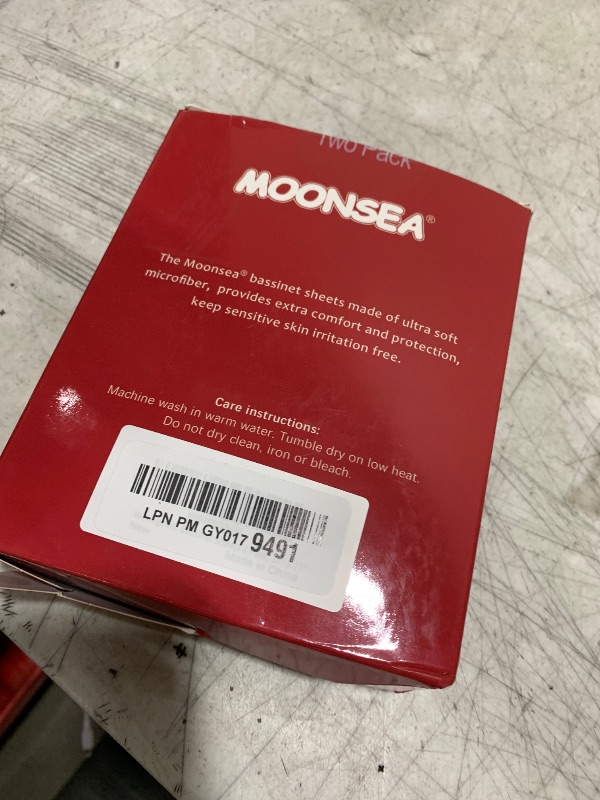 Two Pack
MOONSEA®
The Moonsea® bassinet sheets made of ultra soft
microfiber, provides extra comfort and protection,
keep sensitive skin irritation free.
Care instructions:
Machine wash in warm water. Tumble dry on low heat.
Do not dry clean, iron or bleach.
LPN PM GY017 9491